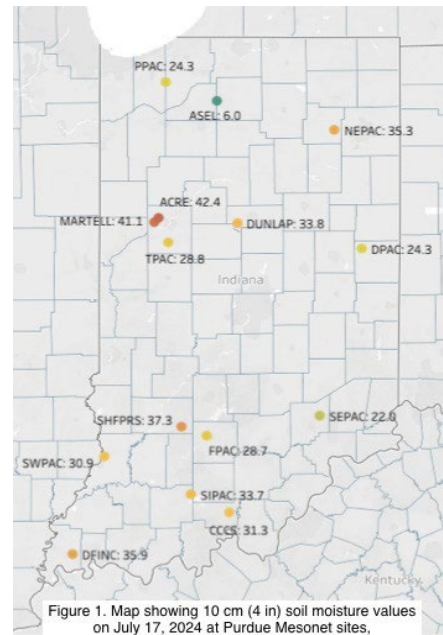 PPAC: 24.3
ASEL: 6.0
NEPAC: 35.3
ACRE: 42.4
MARTELL: 41.1
DUNLAP: 33.8
TPAC: 28.8
DPAC: 24.3
Indiana
SHFPRS: 37.3
SEPAC: 22.0
FPAC: 28.7
SWPAC: 30.9
SIPAC: 33.7
CCCS: 31.3
DFINC: 35.9
Kentucky
Figure 1. Map showing 10 cm (4 in) soil moisture values
on July 17, 2024 at Purdue Mesonet sites,